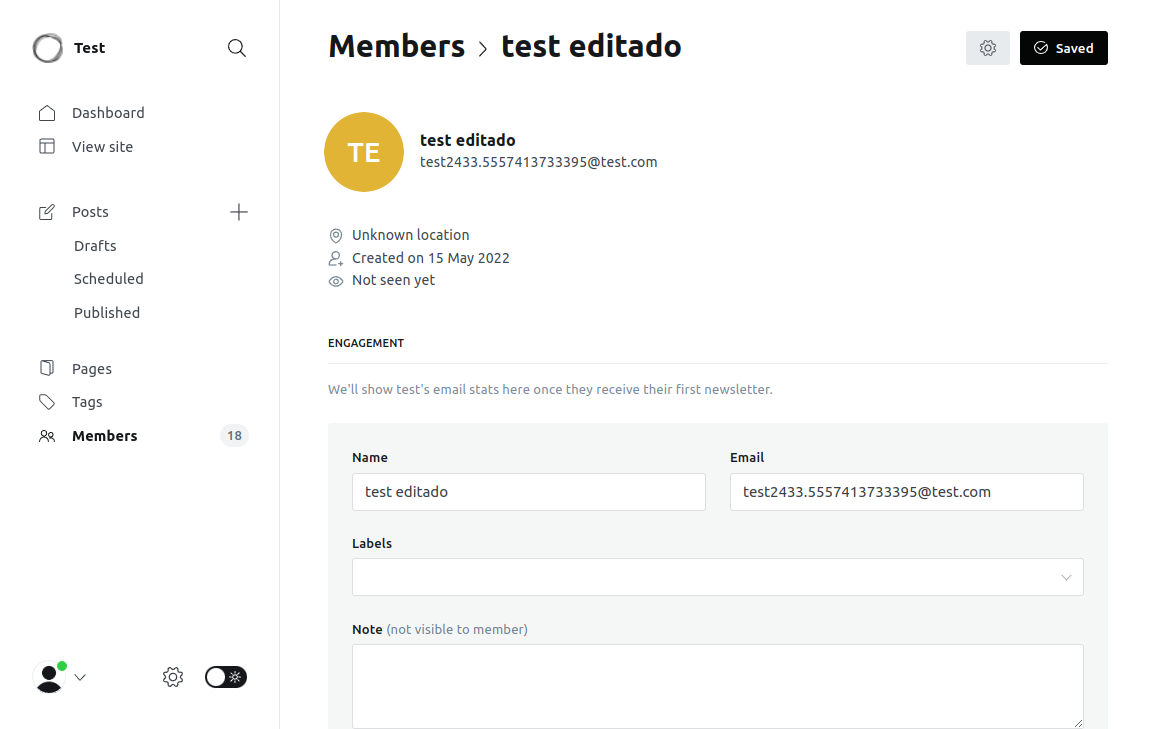 Test
Dashboard
View site
Posts
Drafts
Scheduled
Published
Pages
Tags
Members 18
Members > test editado
Saved
TE
test editado
test2433.5557413733395@test.com
Unknown location
Created on 15 May 2022
Not seen yet
ENGAGEMENT
We'll show test's email stats here once they receive their first newsletter.
Name
test editado
Email
test2433.5557413733395@test.com
Labels
Note (not visible to member)